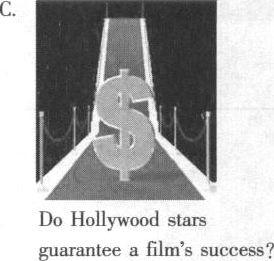 C.
$
Do Hollywood stars
guarantee a film's success?